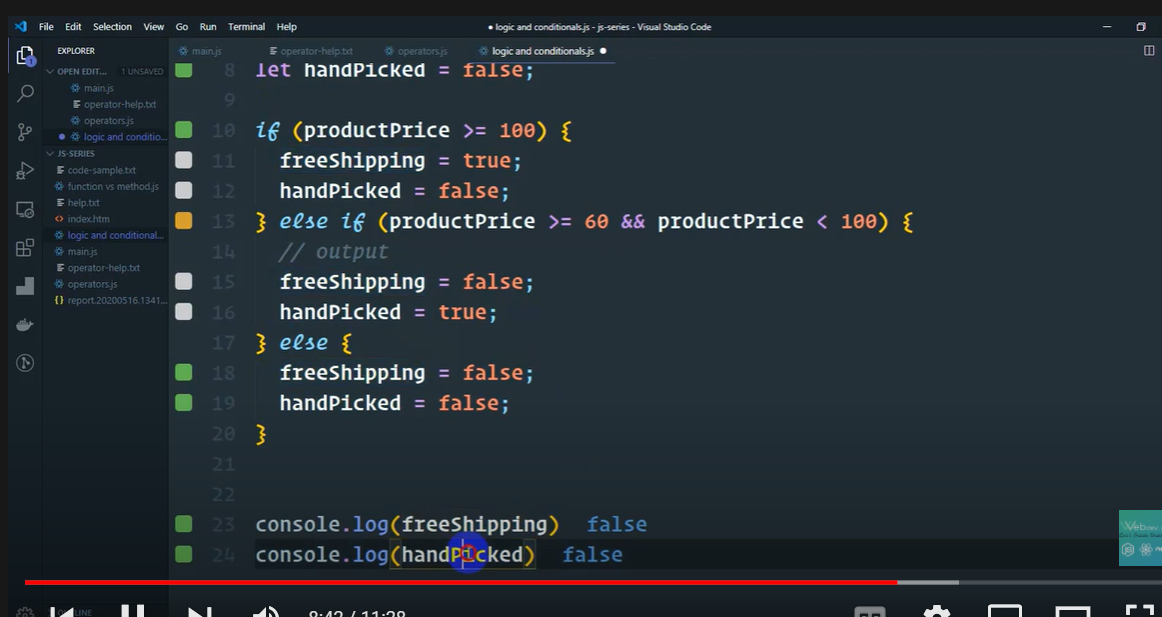 File Edit Selection View Go Run Terminal Help
● logic and conditionals.js - js-series - Visual Studio Code
EXPLORER
main.js operator-help.txt operators.js logic and conditionals.js ●
OPEN EDIT... 1 UNSAVED
main.js
operator-help.txt
operators.js
logic and conditio...
JS-SERIES
code-sample.txt
function vs method.js
help.txt
index.htm
logic and conditional...
main.js
operator-help.txt
operators.js
{} report.20200516.1341...
1
8 let handPicked = false;
9
10 if (productPrice >= 100) {
11 freeShipping = true;
12 handPicked = false;
13 } else if (productPrice >= 60 && productPrice < 100) {
14 // output
15 freeShipping = false;
16 handPicked = true;
17 } else {
18 freeShipping = false;
19 handPicked = false;
20 }
21
22
23 console.log(freeShipping) false
24 console.log(handPicked) false
OUTLINE
8:42 / 11:28